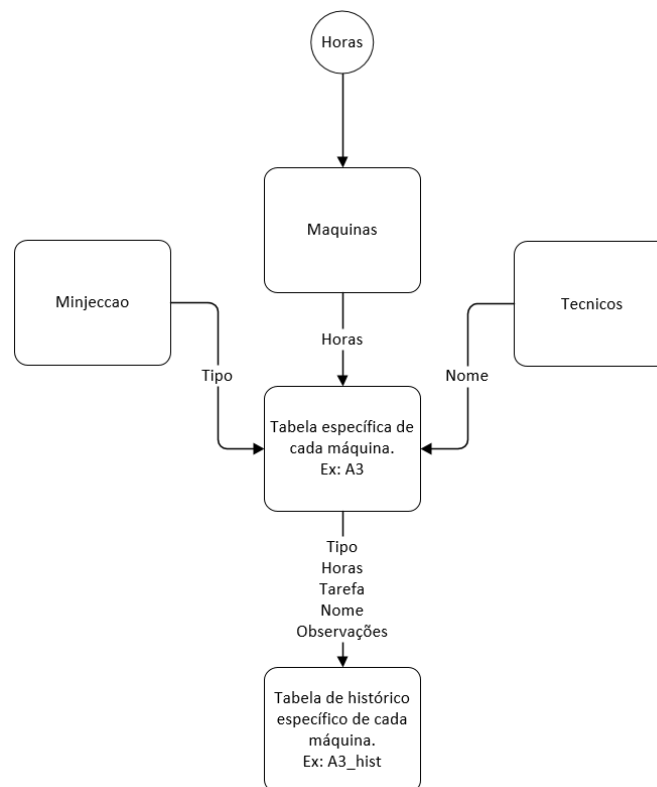 Horas
Maquinas
Minjeccao
Tecnicos
Horas
Tipo
Nome
Tabela específica de
cada máquina.
Ex: A3
Tipo
Horas
Tarefa
Nome
Observações
Tabela de histórico
específico de cada
máquina.
Ex: A3_hist